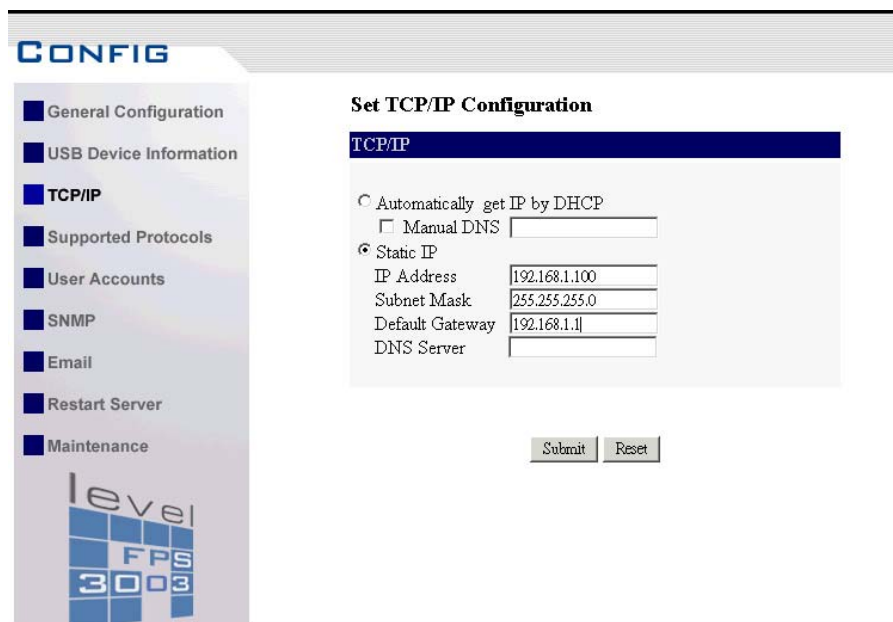 CONFIG
General Configuration
USB Device Information
TCP/IP
Supported Protocols
User Accounts
SNMP
Email
Restart Server
Maintenance
level
FPS
3003
Set TCP/IP Configuration
TCP/IP
Automatically get IP by DHCP
Manual DNS
Static IP
IP Address 192.168.1.100
Subnet Mask 255.255.255.0
Default Gateway 192.168.1.1
DNS Server
Submit Reset